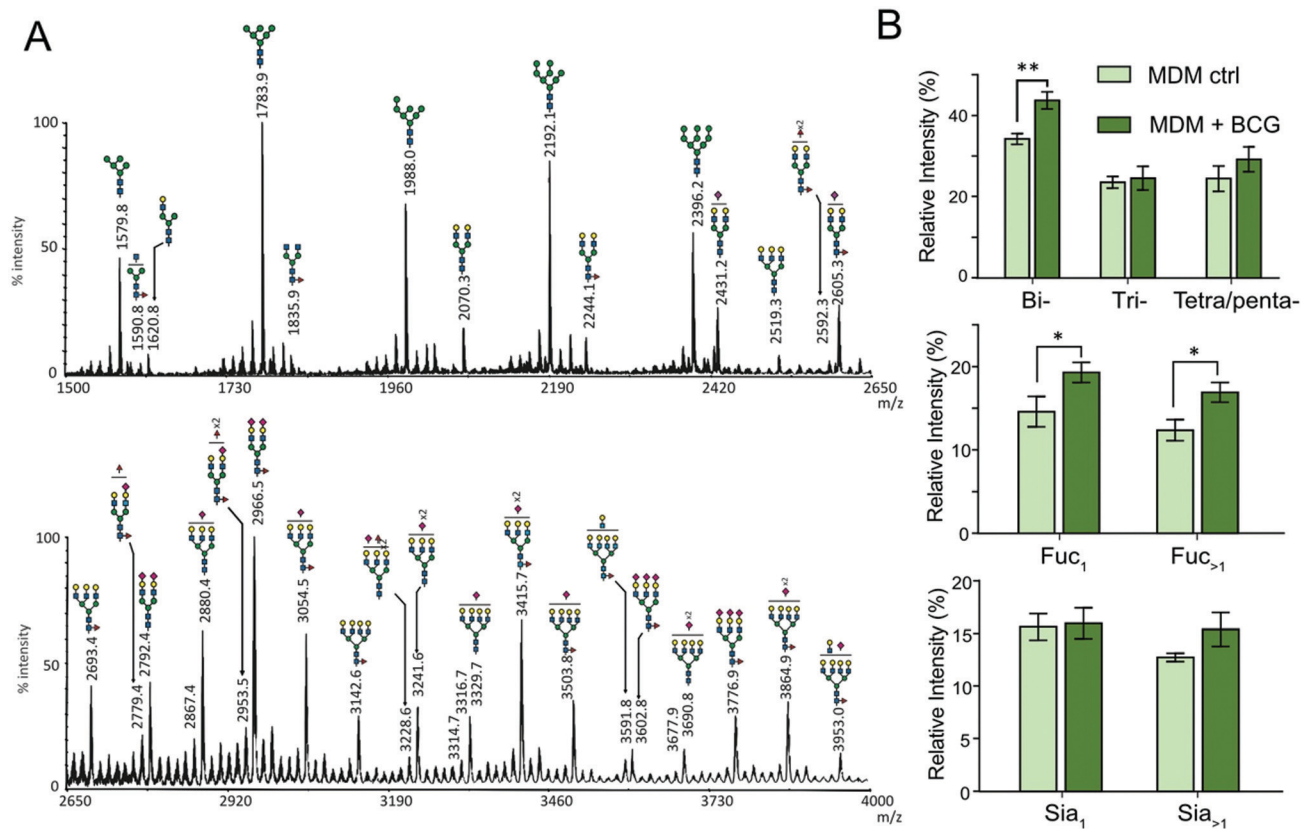 A
100
50
0
% intensity
1579.8
1590.8
1620.8
1783.9
1835.9
1988.0
2070.3
2192.1
2244.1
2396.2
2431.2
2519.3
x2
2592.3
2605.3
1500
1730
1960
2190
2420
2650
m/z
100
50
0
% intensity
2693.4
2779.4
2792.4
2867.4
2880.4
x2
2953.5
2966.5
3054.5
3142.6
3228.6
x2
3241.6
3314.7
3316.7
3329.7
x2
3415.7
3503.8
3591.8
3602.8
3677.9
x2
3690.8
3776.9
x2
3864.9
3953.0
2650
2920
3190
3460
3730
4000
m/z
B
MDM ctrl
MDM + BCG
Relative Intensity (%)
40
20
0
**
Bi-
Tri-
Tetra/penta-
Relative Intensity (%)
20
10
0
*
*
Fuc1
Fuc>1
Relative Intensity (%)
20
15
10
5
0
Sia1
Sia>1